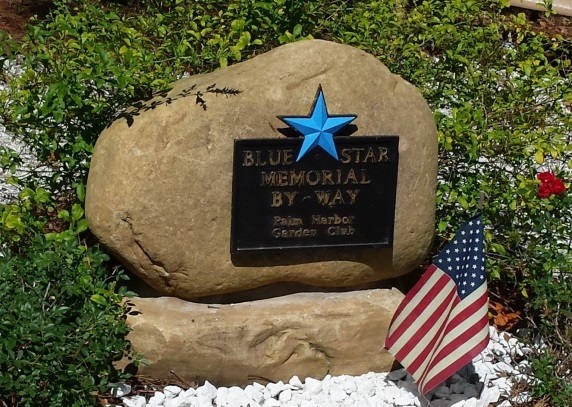 BLUE STAR
MEMORIAL
BY-WAY
Palm Harbor
Garden Club